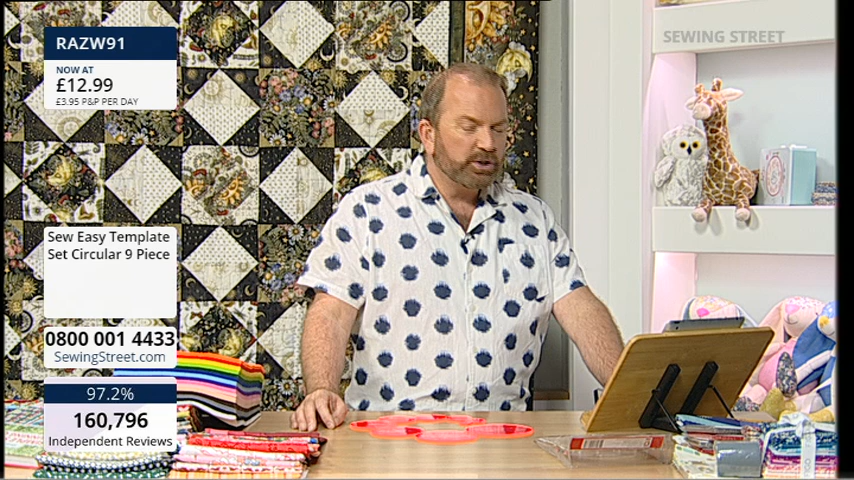 RAZW91
NOW AT
£12.99
£3.95 P&P PER DAY
SEWING STREET
Sew Easy Template
Set Circular 9 Piece
0800 001 4433
SewingStreet.com
97.2%
160,796
Independent Reviews